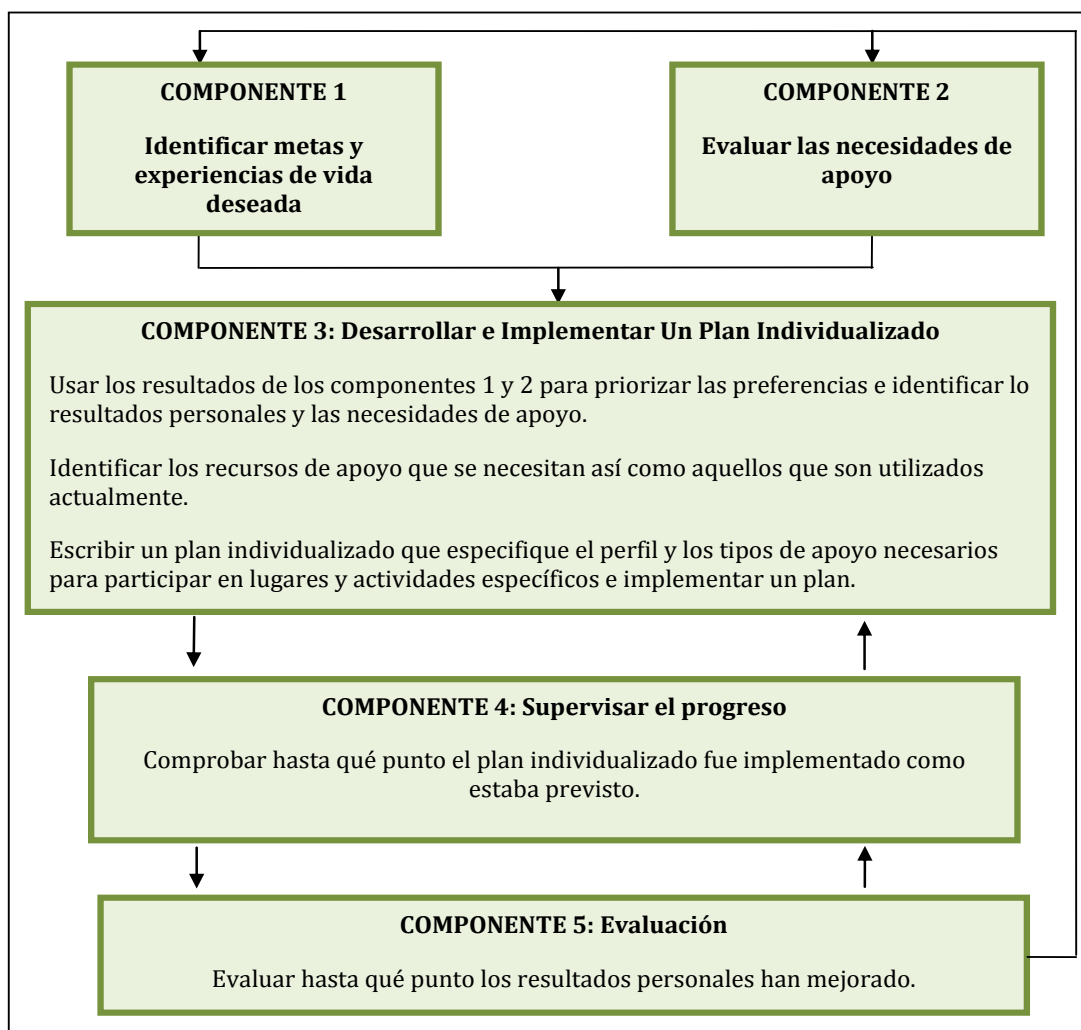 COMPONENTE 1
Identificar metas y
experiencias de vida
deseada
COMPONENTE 2
Evaluar las necesidades de
apoyo
COMPONENTE 3: Desarrollar e Implementar Un Plan Individualizado
Usar los resultados de los componentes 1 y 2 para priorizar las preferencias e identificar lo
resultados personales y las necesidades de apoyo.
Identificar los recursos de apoyo que se necesitan así como aquellos que son utilizados
actualmente.
Escribir un plan individualizado que especifique el perfil y los tipos de apoyo necesarios
para participar en lugares y actividades específicos e implementar un plan.
COMPONENTE 4: Supervisar el progreso
Comprobar hasta qué punto el plan individualizado fue implementado como
estaba previsto.
COMPONENTE 5: Evaluación
Evaluar hasta qué punto los resultados personales han mejorado.